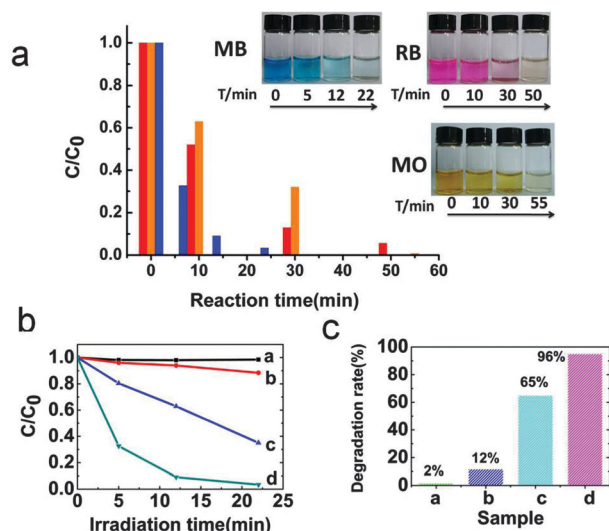 a
MB
T/min 0 5 12 22
RB
T/min
0 10 30 50
MO
T/min
0 10 30 55
C/C0
1.0
0.8
0.6
0.4
0.2
0.0
0 10 20 30 40 50 60
Reaction time(min)
b
C/C0
1.0
0.8
0.6
0.4
0.2
0.0
a
b
c
d
0 5 10 15 20 25
Irradiation time(min)
c
Degradation rate(%)
100
80
60
40
20
0
2%
12%
65%
96%
a b c d
Sample